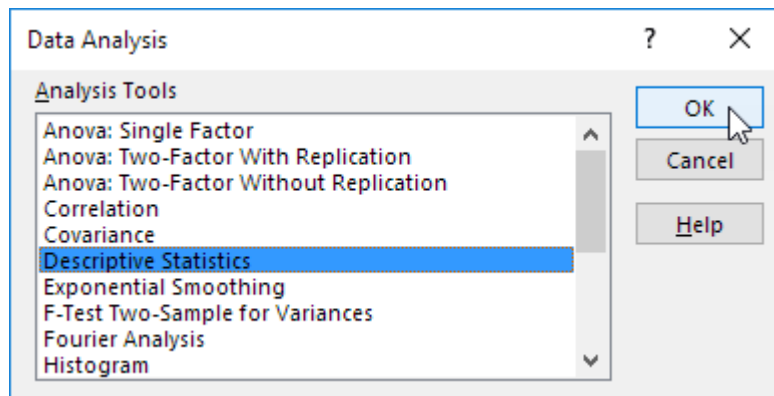 Data Analysis ?
Analysis Tools
Anova: Single Factor
Anova: Two-Factor With Replication
Anova: Two-Factor Without Replication
Correlation
Covariance
Descriptive Statistics
Exponential Smoothing
F-Test Two-Sample for Variances
Fourier Analysis
Histogram
OK
Cancel
Help